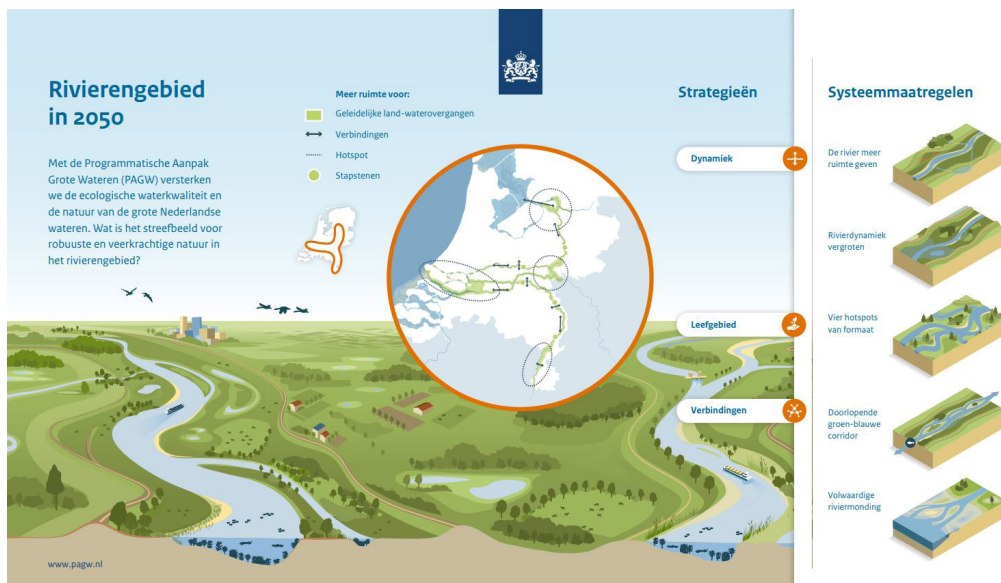 Rivierengebied
in 2050
Met de Programmatische Aanpak
Grote Wateren (PAGW) versterken
we de ecologische waterkwaliteit en
de natuur van de grote Nederlandse
wateren. Wat is het streefbeeld voor
robuuste en veerkrachtige natuur in
het rivierengebied?
Meer ruimte voor:
Geleidelijke land-waterovergangen
Verbindingen
Hotspot
Stapstenen
Strategieën
Dynamiek
Leefgebied
Verbindingen
Systeemmaatregelen
De rivier meer
ruimte geven
Rivierdynamiek
vergroten
Vier hotspots
van formaat
Doorlopende
groen-blauwe
corridor
Volwaardige
riviermonding
www.pagw.nl